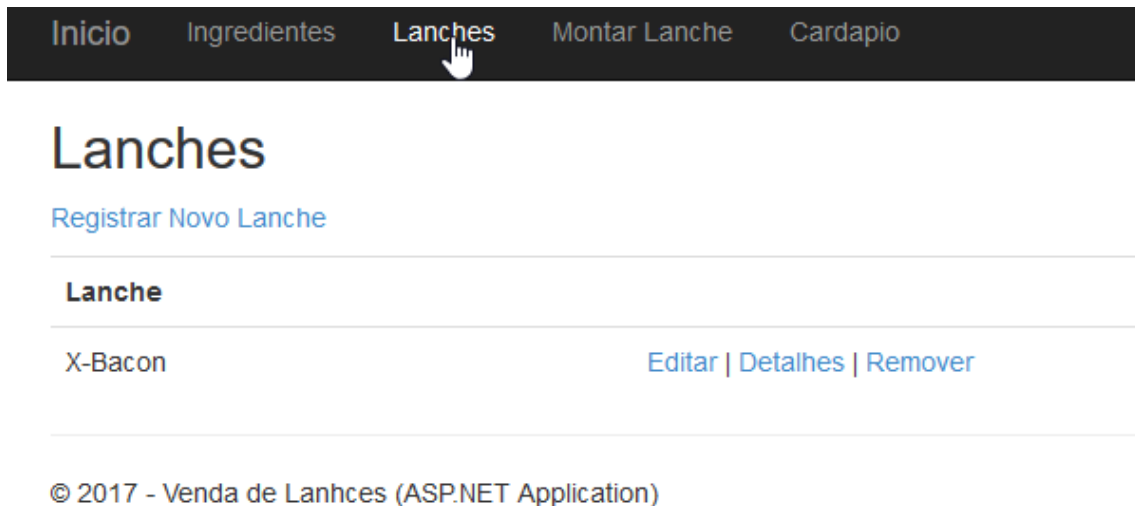 Inicio Ingredientes Lanches Montar Lanche Cardapio
Lanches
Registrar Novo Lanche
Lanche
X-Bacon Editar | Detalhes | Remover
© 2017 - Venda de Lanhces (ASP.NET Application)